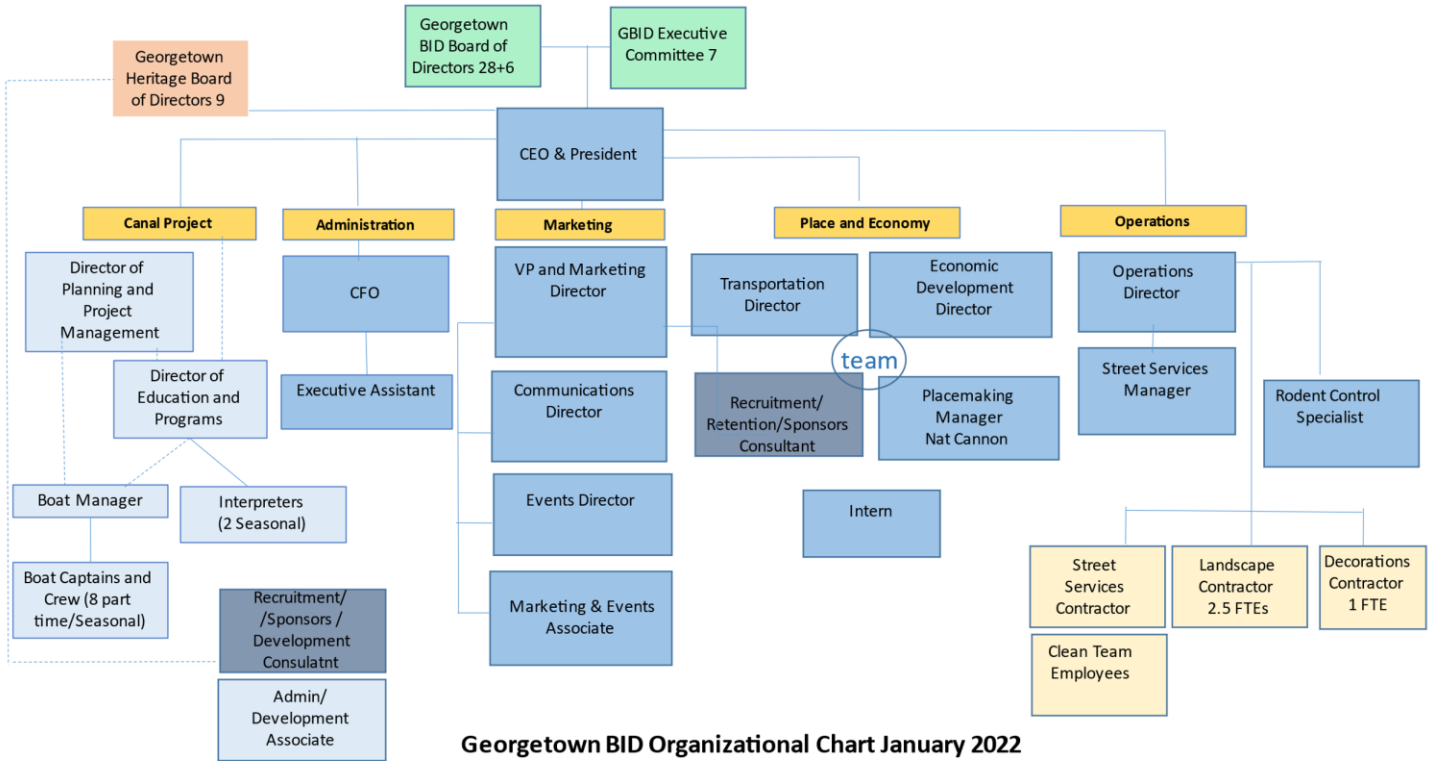 Georgetown
BID Board of
Directors 28+6
GBID Executive
Committee 7
Georgetown
Heritage Board
of Directors 9
CEO & President
Canal Project
Administration
Marketing
Place and Economy
Operations
Director of
Planning and
Project
Management
Director of
Education and
Programs
Boat Manager
Interpreters
(2 Seasonal)
Boat Captains and
Crew (8 part
time/Seasonal)
Recruitment/
/Sponsors /
Development
Consulatnt
Admin/
Development
Associate
CFO
Executive Assistant
VP and Marketing
Director
Communications
Director
Events Director
Marketing & Events
Associate
Transportation
Director
Economic
Development
Director
team
Recruitment/
Retention/Sponsors
Consultant
Placemaking
Manager
Nat Cannon
Intern
Operations
Director
Street Services
Manager
Rodent Control
Specialist
Street
Services
Contractor
Landscape
Contractor
2.5 FTEs
Decorations
Contractor
1 FTE
Clean Team
Employees
Georgetown BID Organizational Chart January 2022